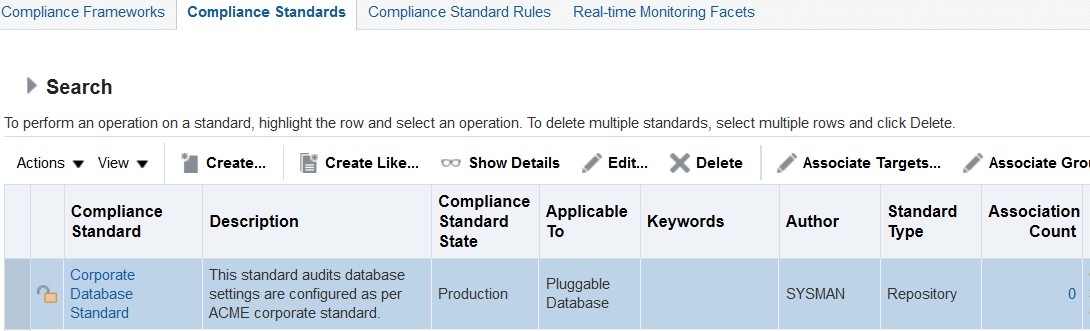 Compliance Frameworks Compliance Standards Compliance Standard Rules Real-time Monitoring Facets
Search
To perform an operation on a standard, highlight the row and select an operation. To delete multiple standards, select multiple rows and click Delete.
Actions View Create... Create Like... Show Details Edit... Delete Associate Targets... Associate Gro
Compliance Standard Description Compliance Standard State Applicable To Keywords Author Standard Type Association Count
Corporate Database Standard This standard audits database settings are configured as per ACME corporate standard. Production Pluggable Database SYSMAN Repository 0